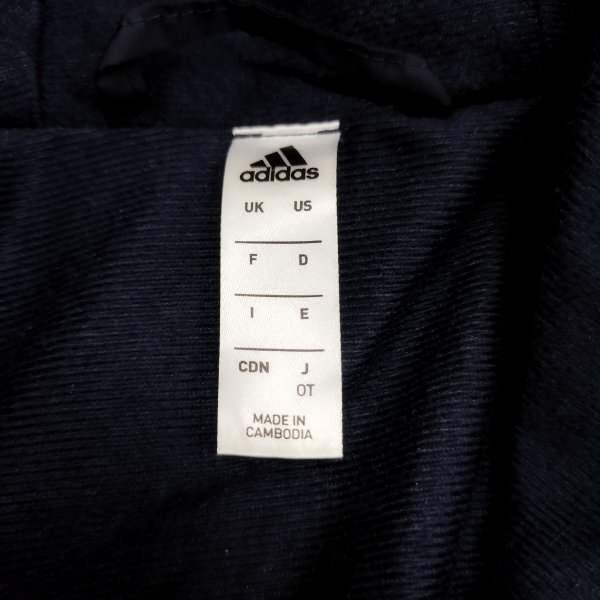 adidas
UK US
F D
I E
CDN J
OT
MADE IN
CAMBODIA